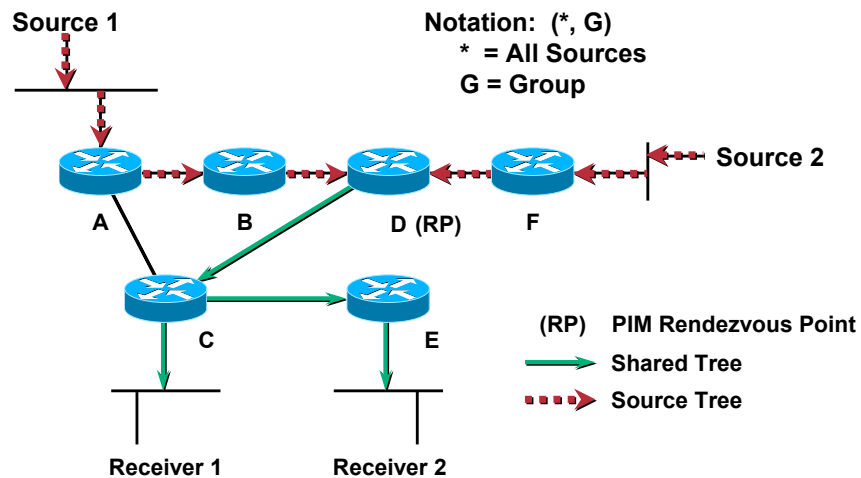 Source 1
Notation: (*, G)
* = All Sources
G = Group
Source 2
A
B
D (RP)
F
C
E
(RP) PIM Rendezvous Point
Shared Tree
Source Tree
Receiver 1
Receiver 2